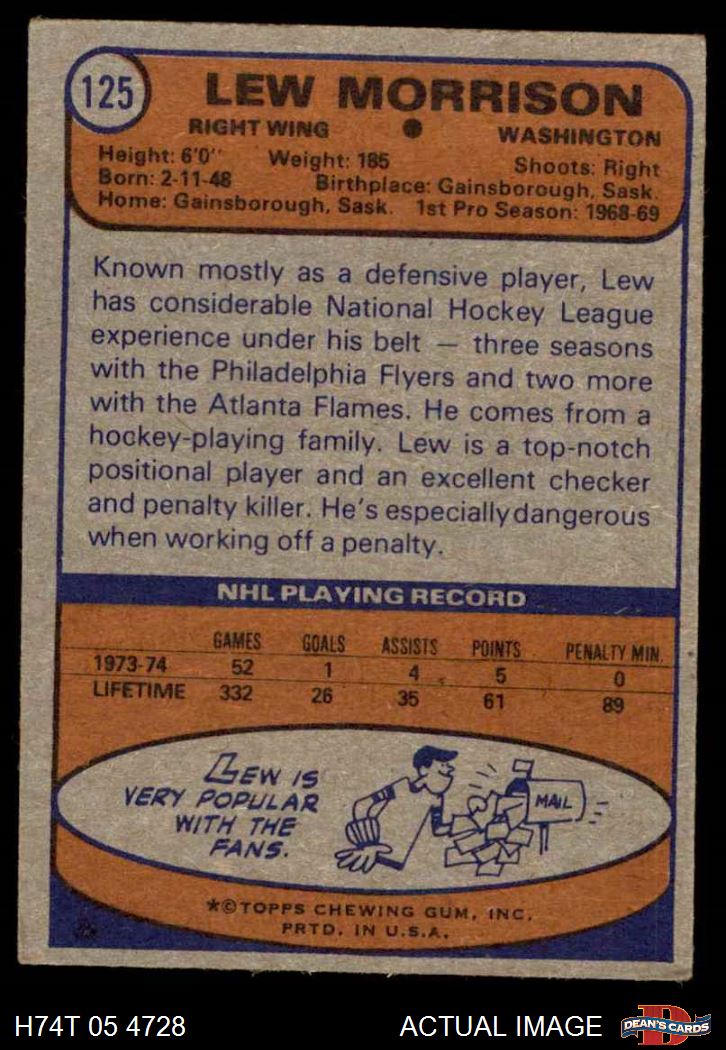 125
LEW MORRISON
RIGHT WING ● WASHINGTON
Height: 6'0'' Weight: 185 Shoots: Right
Born: 2-11-48 Birthplace: Gainsborough, Sask.
Home: Gainsborough, Sask. 1st Pro Season: 1968-69
Known mostly as a defensive player, Lew
has considerable National Hockey League
experience under his belt — three seasons
with the Philadelphia Flyers and two more
with the Atlanta Flames. He comes from a
hockey-playing family. Lew is a top-notch
positional player and an excellent checker
and penalty killer. He's especially dangerous
when working off a penalty.
NHL PLAYING RECORD
GAMES GOALS ASSISTS POINTS PENALTY MIN.
1973-74 52 1 4 5 0
LIFETIME 332 26 35 61 89
LEW IS
VERY POPULAR
WITH THE
FANS.
MAIL
*©TOPPS CHEWING GUM, INC.
PRTD. IN U.S.A.
H74T 05 4728 ACTUAL IMAGE
D
DEAN'S CARDS